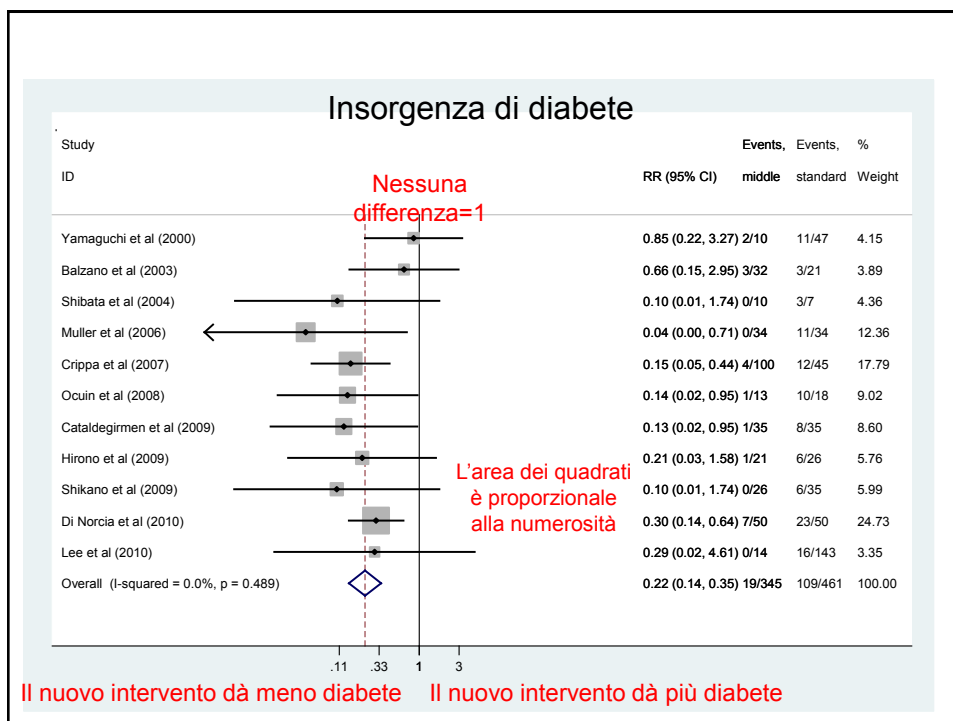 Insorgenza di diabete
Study Events, Events, %
ID RR (95% CI) middle standard Weight
Nessuna
differenza=1
Yamaguchi et al (2000) 0.85 (0.22, 3.27) 2/10 11/47 4.15
Balzano et al (2003) 0.66 (0.15, 2.95) 3/32 3/21 3.89
Shibata et al (2004) 0.10 (0.01, 1.74) 0/10 3/7 4.36
Muller et al (2006) 0.04 (0.00, 0.71) 0/34 11/34 12.36
Crippa et al (2007) 0.15 (0.05, 0.44) 4/100 12/45 17.79
Ocuin et al (2008) 0.14 (0.02, 0.95) 1/13 10/18 9.02
Cataldegirmen et al (2009) 0.13 (0.02, 0.95) 1/35 8/35 8.60
Hirono et al (2009) 0.21 (0.03, 1.58) 1/21 6/26 5.76
Shikano et al (2009) 0.10 (0.01, 1.74) 0/26 6/35 5.99
Di Norcia et al (2010) 0.30 (0.14, 0.64) 7/50 23/50 24.73
Lee et al (2010) 0.29 (0.02, 4.61) 0/14 16/143 3.35
Overall (I-squared = 0.0%, p = 0.489) 0.22 (0.14, 0.35) 19/345 109/461 100.00
L'area dei quadrati
è proporzionale
alla numerosità
.11 .33 1 3
Il nuovo intervento dà meno diabete Il nuovo intervento dà più diabete